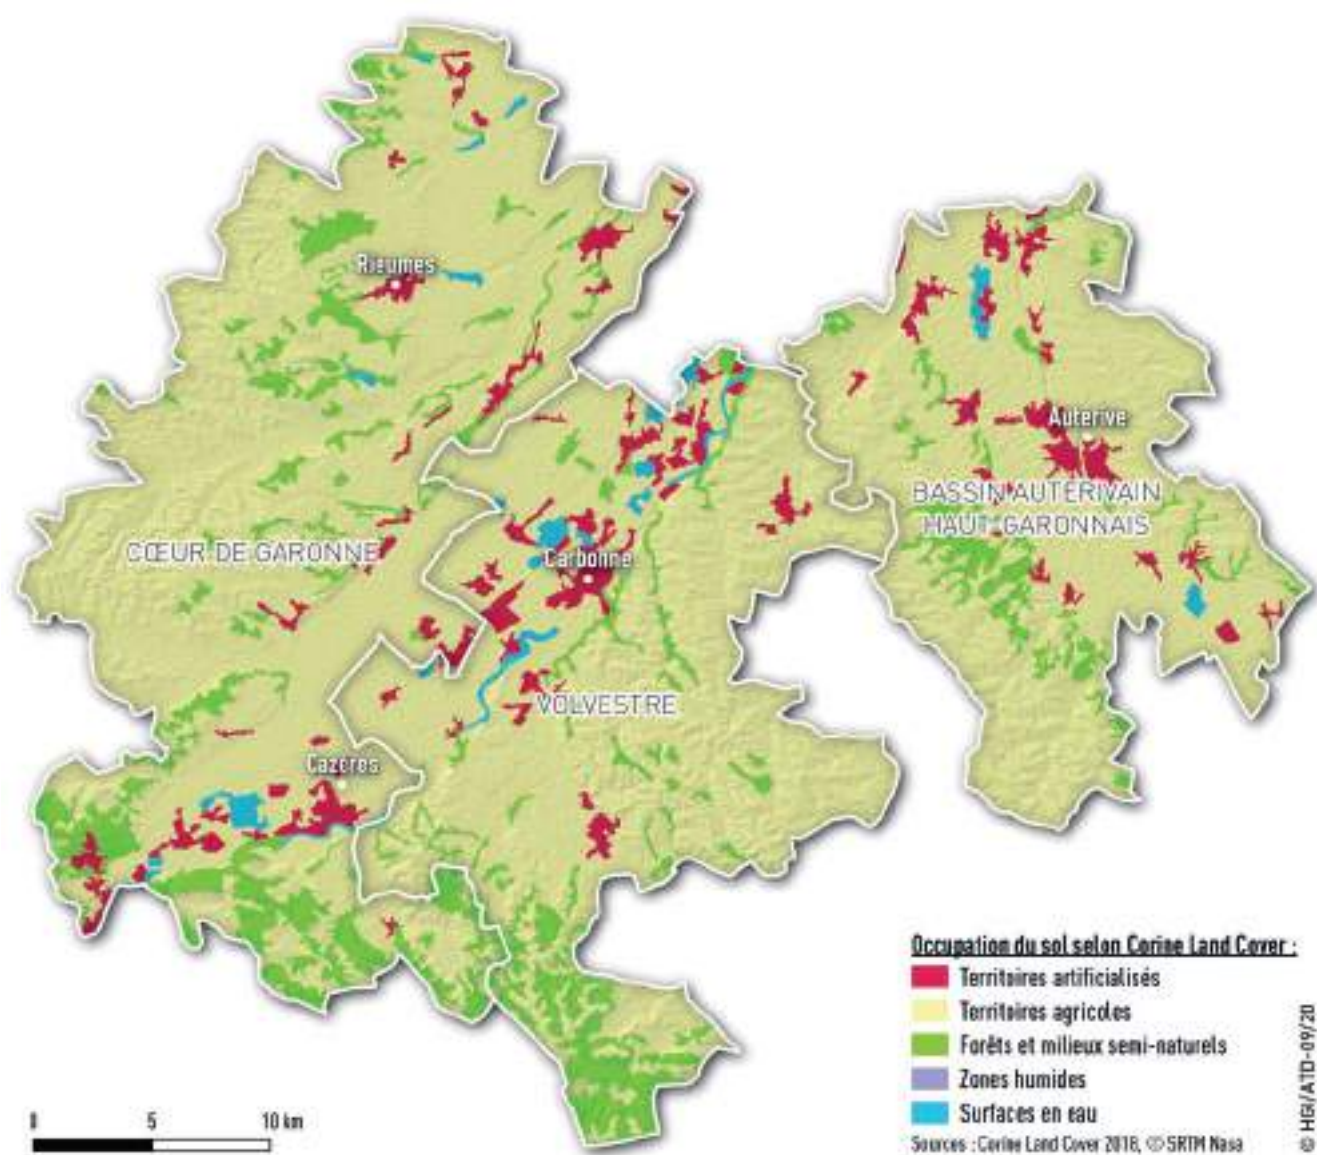 Rieumes
Auterive
BASSIN AUTERIVAIN
HAUT-GARONNAIS
CŒUR DE GARONNE
Carbonne
VOLVESTRE
Cazères
Occupation du sol selon Corine Land Cover :
Territoires artificialisés
Territoires agricoles
Forêts et milieux semi-naturels
Zones humides
Surfaces en eau
Sources : Corine Land Cover 2018, © SRTM Nasa
© HGI/ATD-09/20
0 5 10 km